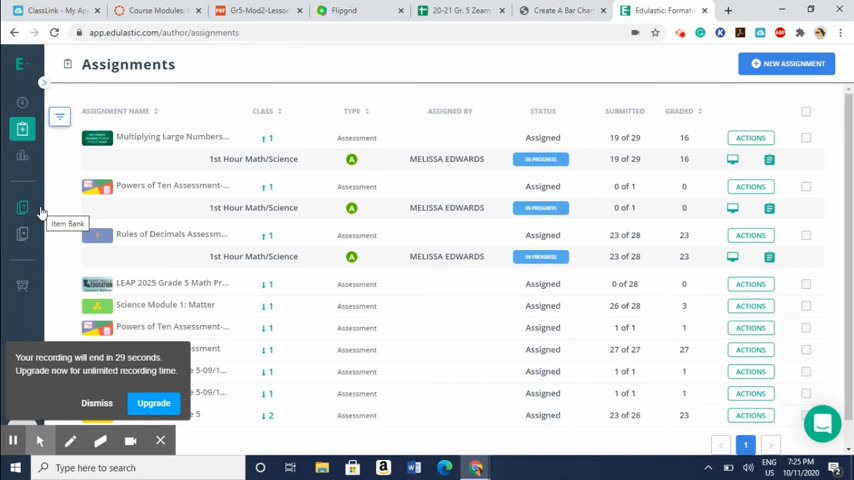 ClassLink - My Ap
Course Modules: M
Gr5-Mod2-Lesson
Flipgrid
20-21 Gr. 5 Zearn
Create A Bar Char
Edulastic: Formati
app.edulastic.com/author/assignments
Assignments
NEW ASSIGNMENT
ASSIGNMENT NAME CLASS TYPE ASSIGNED BY STATUS SUBMITTED GRADED
Multiplying Large Numbers... 1 Assessment Assigned 19 of 29 16 ACTIONS
1st Hour Math/Science A MELISSA EDWARDS IN PROGRESS 19 of 29 16
Powers of Ten Assessment-... 1 Assessment Assigned 0 of 1 0 ACTIONS
1st Hour Math/Science A MELISSA EDWARDS IN PROGRESS 0 of 1 0
Item Bank
Rules of Decimals Assessm... 1 Assessment Assigned 23 of 28 23 ACTIONS
1st Hour Math/Science A MELISSA EDWARDS IN PROGRESS 23 of 28 23
LEAP 2025 Grade 5 Math Pr... 1 Assessment Assigned 0 of 28 0 ACTIONS
Science Module 1: Matter 1 Assessment Assigned 26 of 28 3 ACTIONS
Powers of Ten Assessment-... 1 Assessment Assigned 1 of 1 1 ACTIONS
1 Assessment Assigned 27 of 27 27 ACTIONS
5-09/1... 1 Assessment Assigned 1 of 1 1 ACTIONS
5-09/1... 1 Assessment Assigned 1 of 1 1 ACTIONS
5 2 Assessment Assigned 23 of 26 23 ACTIONS
Your recording will end in 29 seconds.
Upgrade now for unlimited recording time.
Dismiss Upgrade
1
Type here to search
ENG
US
7:25 PM
10/11/2020
2